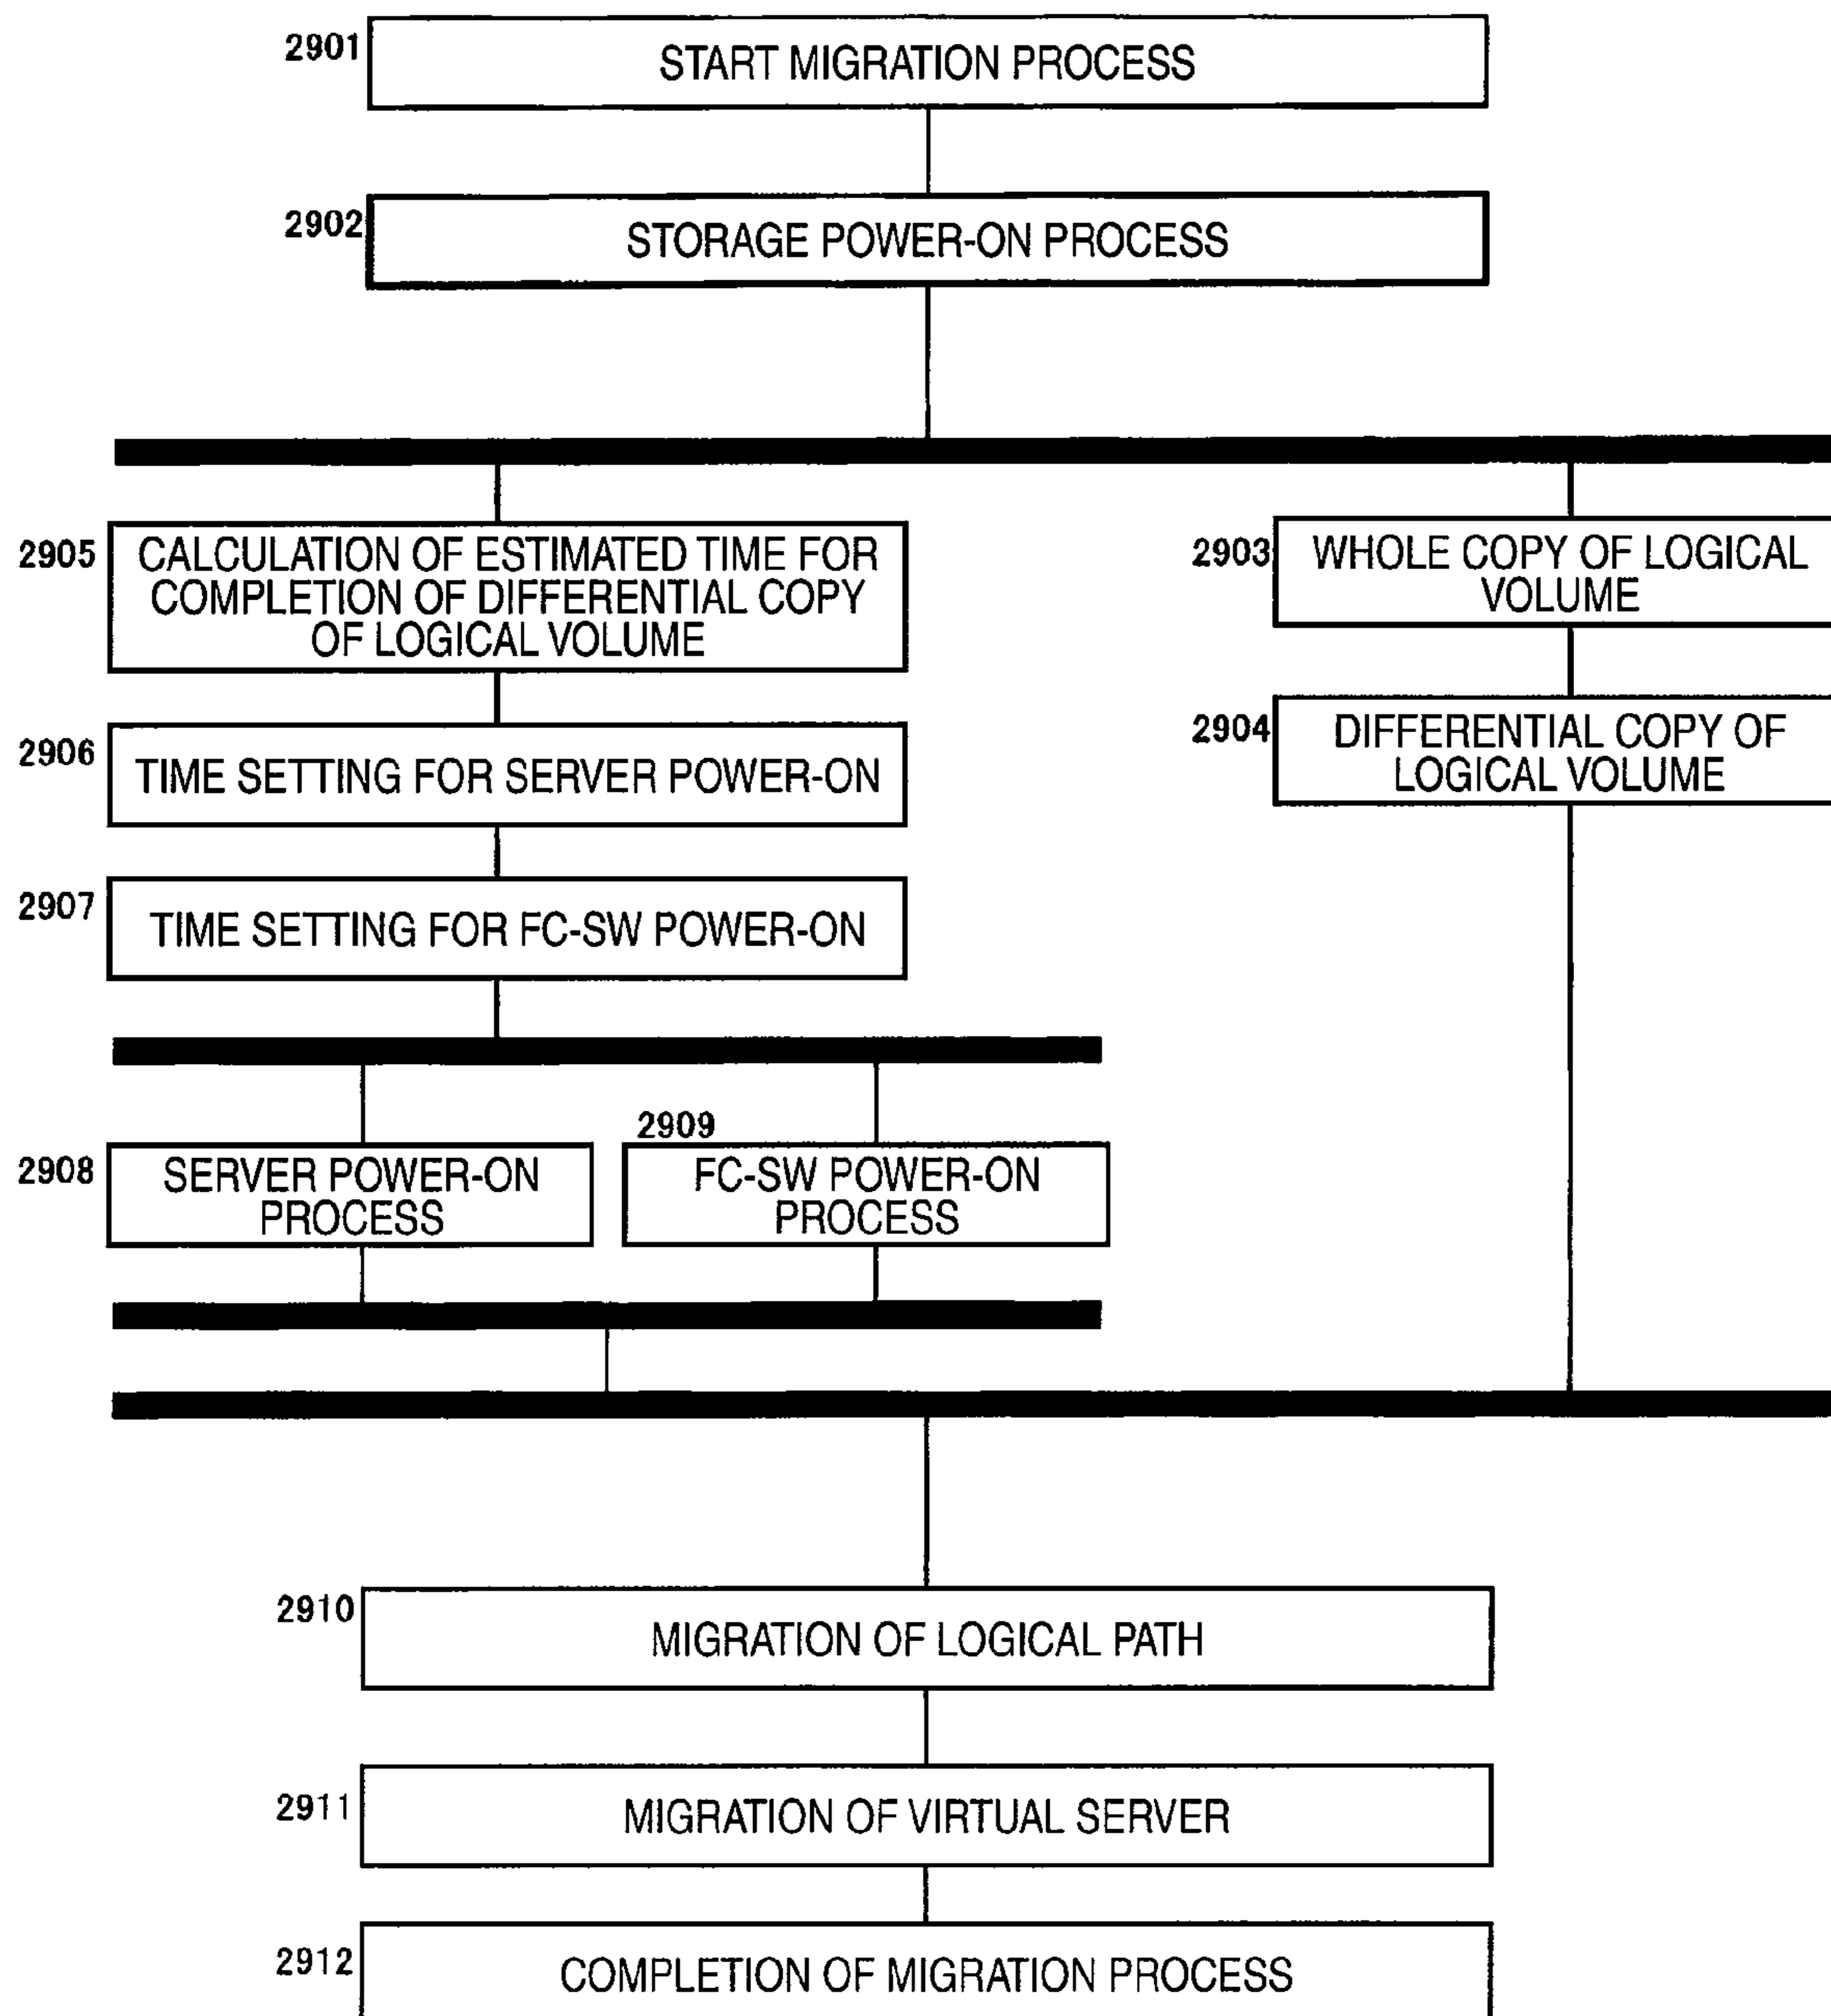 2901
START MIGRATION PROCESS
2902
STORAGE POWER-ON PROCESS
2905
CALCULATION OF ESTIMATED TIME FOR
COMPLETION OF DIFFERENTIAL COPY
OF LOGICAL VOLUME
2903
WHOLE COPY OF LOGICAL
VOLUME
2904
DIFFERENTIAL COPY OF
LOGICAL VOLUME
2906
TIME SETTING FOR SERVER POWER-ON
2907
TIME SETTING FOR FC-SW POWER-ON
2908
SERVER POWER-ON
PROCESS
2909
FC-SW POWER-ON
PROCESS
2910
MIGRATION OF LOGICAL PATH
2911
MIGRATION OF VIRTUAL SERVER
2912
COMPLETION OF MIGRATION PROCESS